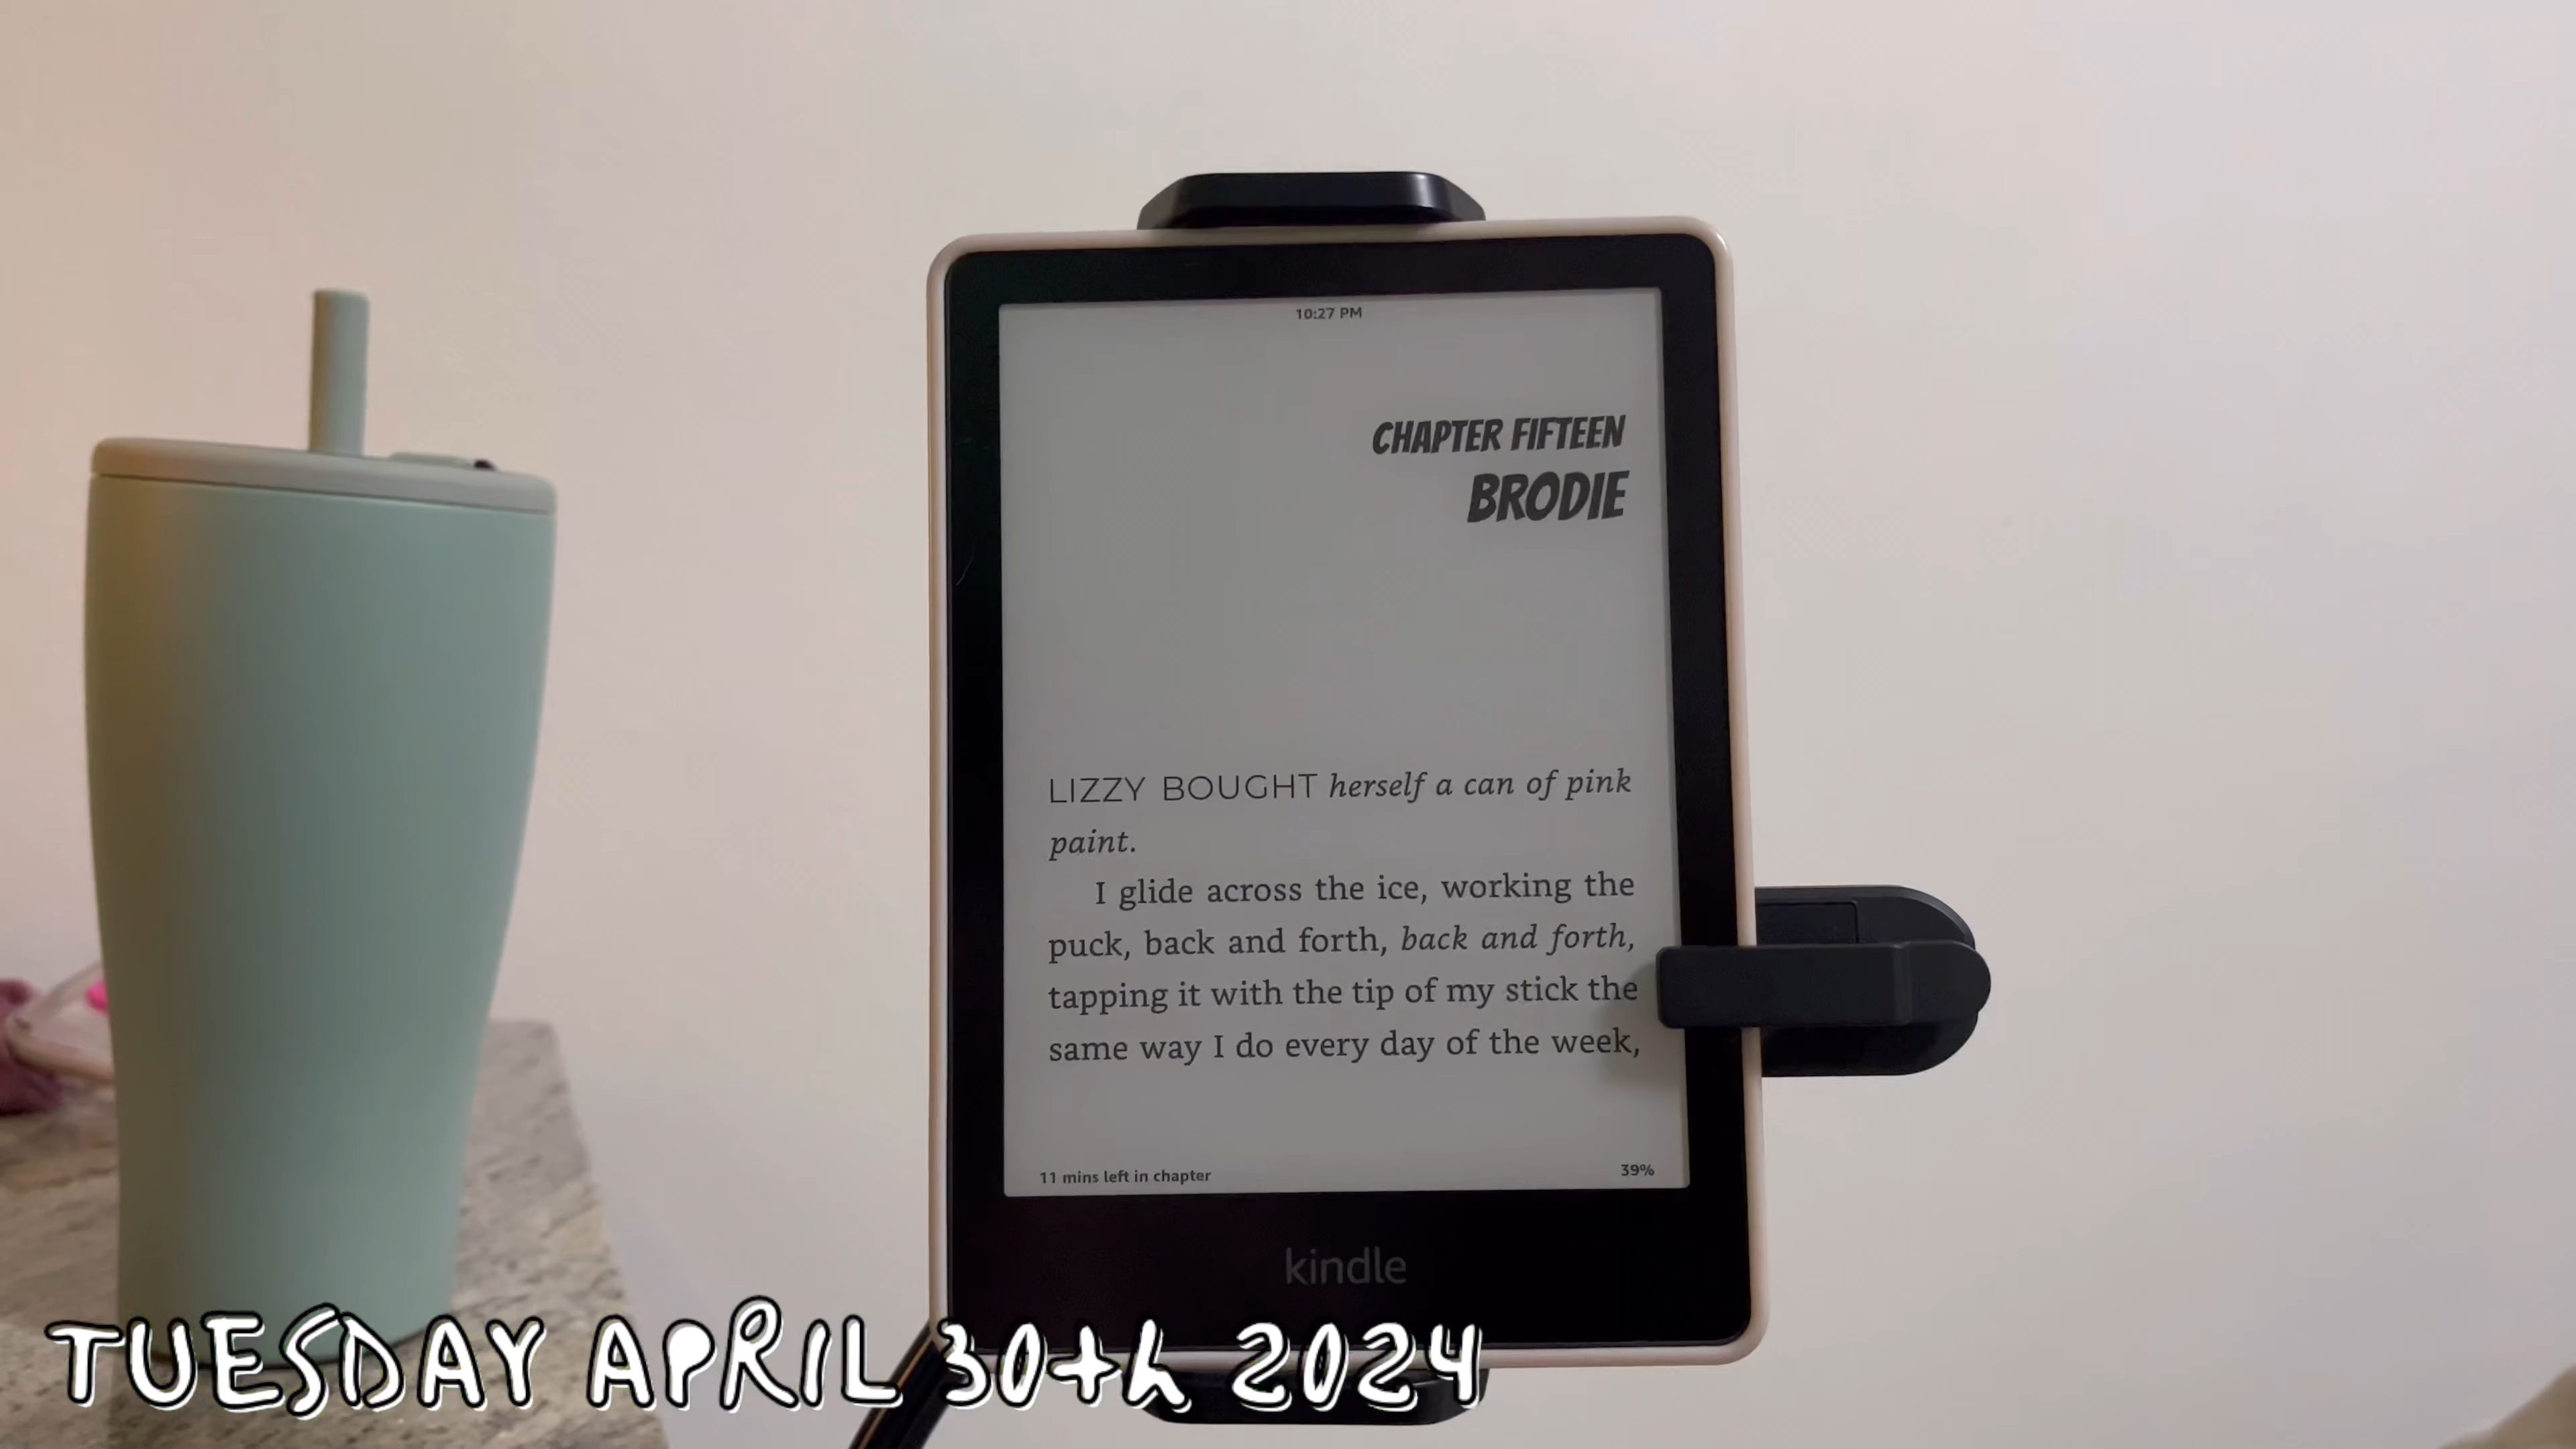 10:27 PM
CHAPTER FIFTEEN
BRODIE
LIZZY BOUGHT herself a can of pink
paint.
I glide across the ice, working the
puck, back and forth, back and forth,
tapping it with the tip of my stick the
same way I do every day of the week,
11 mins left in chapter 39%
kindle
TUESDAY APRIL 30th 2024